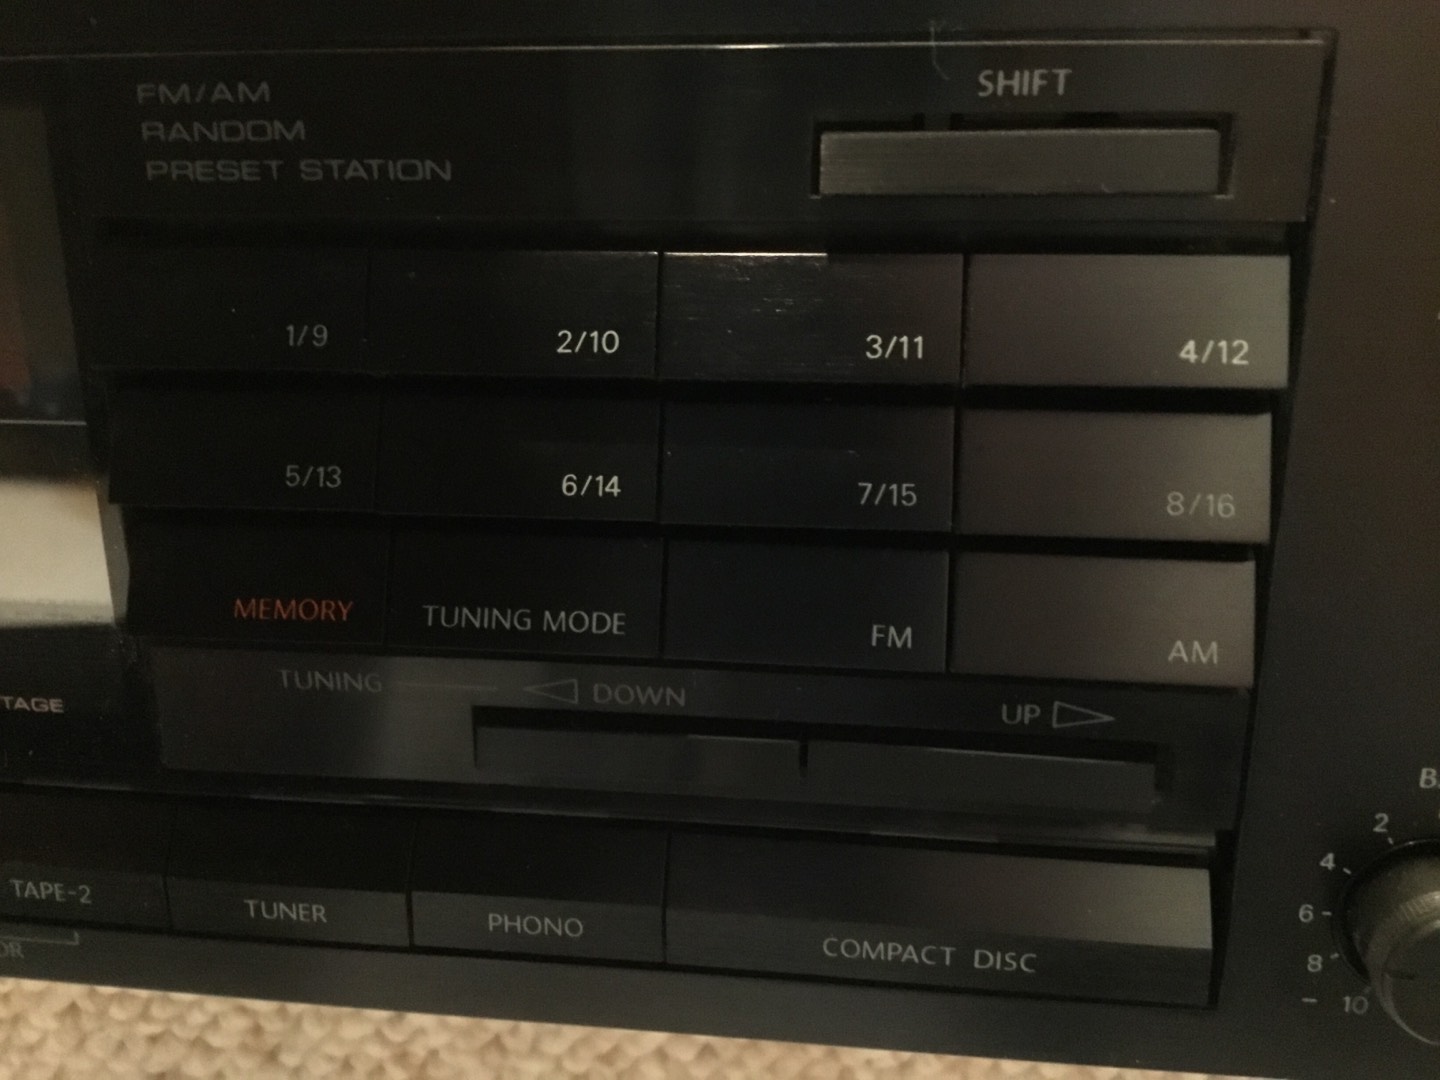 FM/AM
RANDOM
PRESET STATION
SHIFT
1/9
2/10
3/11
4/12
5/13
6/14
7/15
8/16
MEMORY
TUNING MODE
FM
AM
TUNING
DOWN
UP
TAGE
TAPE-2
TUNER
PHONO
COMPACT DISC
OR
B
2
4
6 -
8
- 10